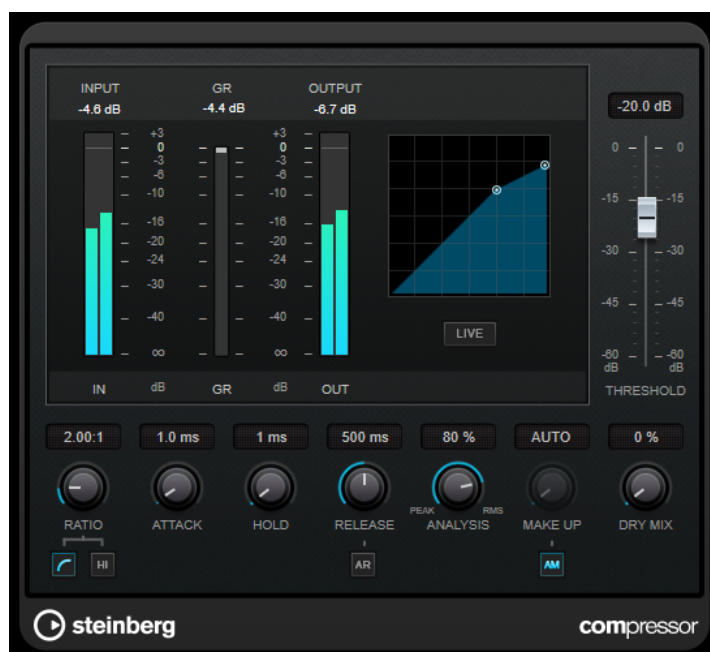 INPUT GR OUTPUT
-4.6 dB -4.4 dB -6.7 dB
+3 +3
0 0
-3 -3
-6 -6
-10 -10
-16 -16
-20 -20
-24 -24
-30 -30
-40 -40
∞ ∞
IN dB GR dB OUT
LIVE
-20.0 dB
0 0
-15 -15
-30 -30
-45 -45
-60 -60
dB dB
THRESHOLD
2.00:1 1.0 ms 1 ms 500 ms 80 % AUTO 0 %
PEAK RMS
RATIO ATTACK HOLD RELEASE ANALYSIS MAKE UP DRY MIX
HI AR AM
steinberg compressor